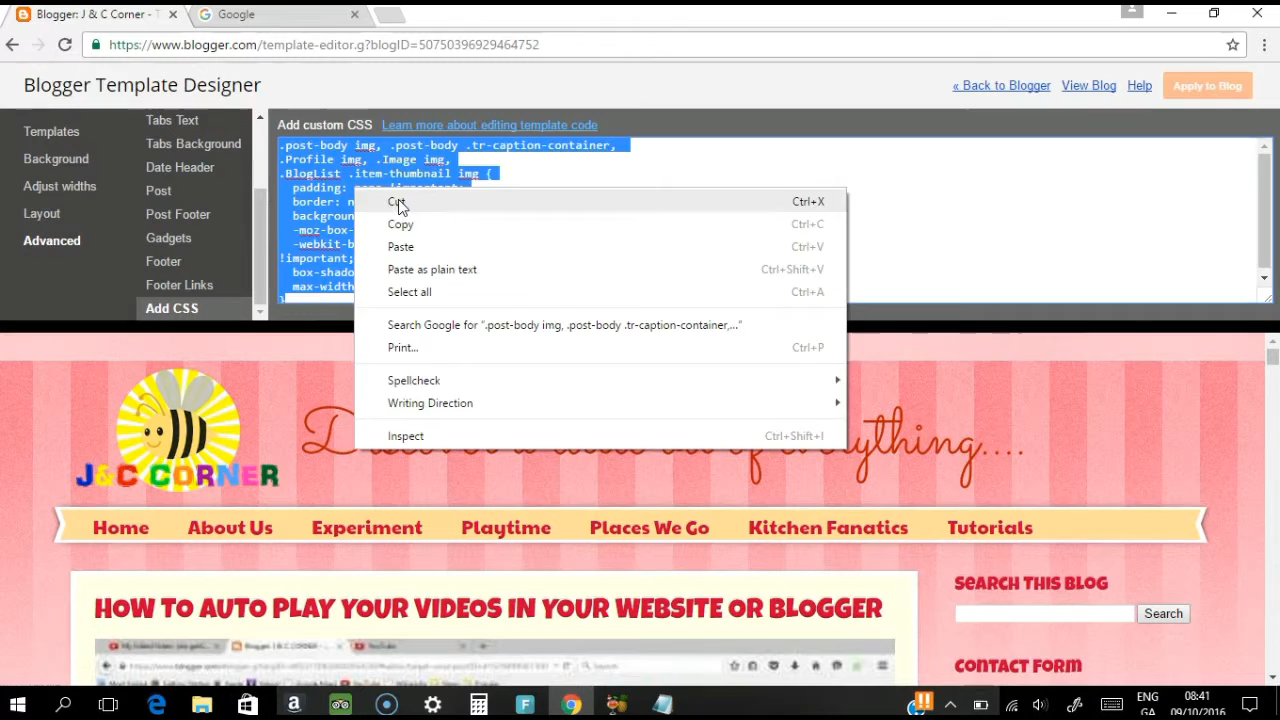 Blogger: J & C Corner - T
Google
https://www.blogger.com/template-editor.g?blogID=50750396929464752
Blogger Template Designer
« Back to Blogger
View Blog
Help
Apply to Blog
Templates
Background
Adjust widths
Layout
Advanced
Tabs Text
Tabs Background
Date Header
Post
Post Footer
Gadgets
Footer
Footer Links
Add CSS
Add custom CSS
Learn more about editing template code
.post-body img, .post-body .tr-caption-container,
.Profile img, .Image img,
.BlogList .item-thumbnail img {
padding:
border: n
background
-moz-box-
-webkit-b
!important;
box-shado
max-width
}
Cut Ctrl+X
Copy Ctrl+C
Paste Ctrl+V
Paste as plain text Ctrl+Shift+V
Select all Ctrl+A
Search Google for ".post-body img, .post-body .tr-caption-container,..."
Print... Ctrl+P
Spellcheck
Writing Direction
Inspect Ctrl+Shift+I
J&C CORNER
everything....
Home
About Us
Experiment
Playtime
Places We Go
Kitchen Fanatics
Tutorials
HOW TO AUTO PLAY YOUR VIDEOS IN YOUR WEBSITE OR BLOGGER
SEARCH THIS BLOG
Search
CONTACT FORM
ENG
GA
08:41
09/10/2016